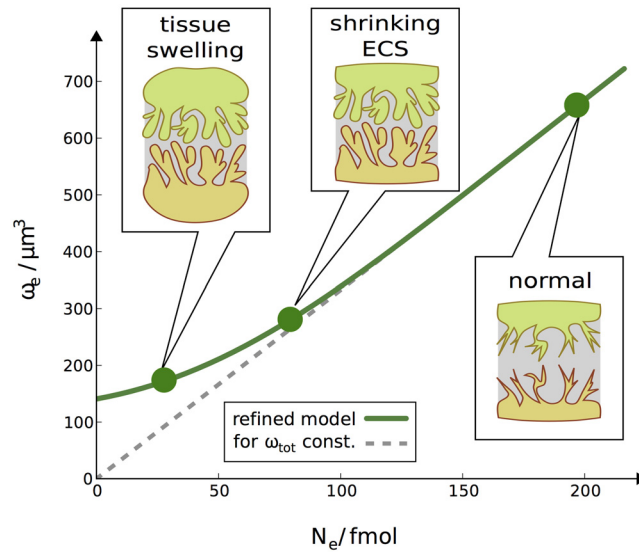 tissue
swelling
shrinking
ECS
normal
700
600
500
400
300
200
100
0
ωe / μm³
refined model
for ωtot const.
0
50
100
150
200
Ne/ fmol